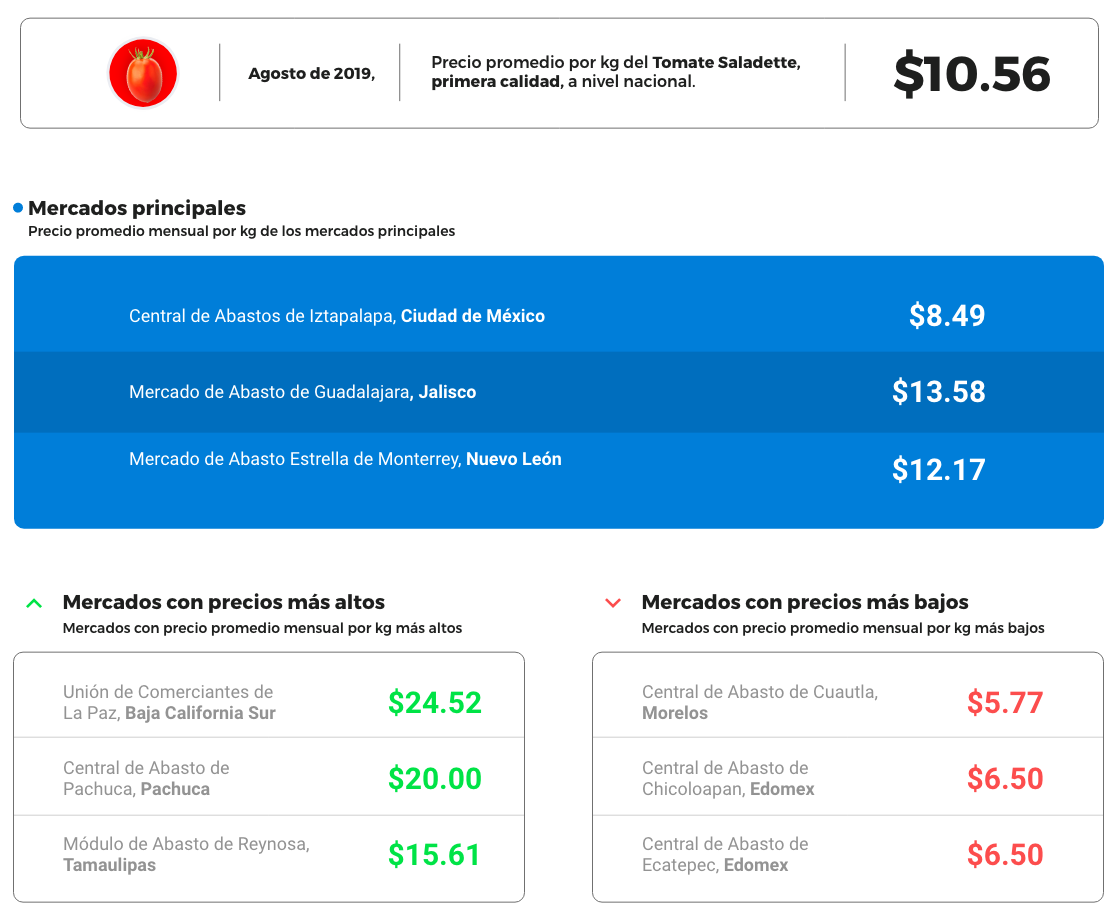 Agosto de 2019,
Precio promedio por kg del Tomate Saladette,
primera calidad, a nivel nacional.
$10.56
Mercados principales
Precio promedio mensual por kg de los mercados principales
Central de Abastos de Iztapalapa, Ciudad de México
$8.49
Mercado de Abasto de Guadalajara, Jalisco
$13.58
Mercado de Abasto Estrella de Monterrey, Nuevo León
$12.17
Mercados con precios más altos
Mercados con precio promedio mensual por kg más altos
Unión de Comerciantes de
La Paz, Baja California Sur
$24.52
Central de Abasto de
Pachuca, Pachuca
$20.00
Módulo de Abasto de Reynosa,
Tamaulipas
$15.61
Mercados con precios más bajos
Mercados con precio promedio mensual por kg más bajos
Central de Abasto de Cuautla,
Morelos
$5.77
Central de Abasto de
Chicoloapan, Edomex
$6.50
Central de Abasto de
Ecatepec, Edomex
$6.50